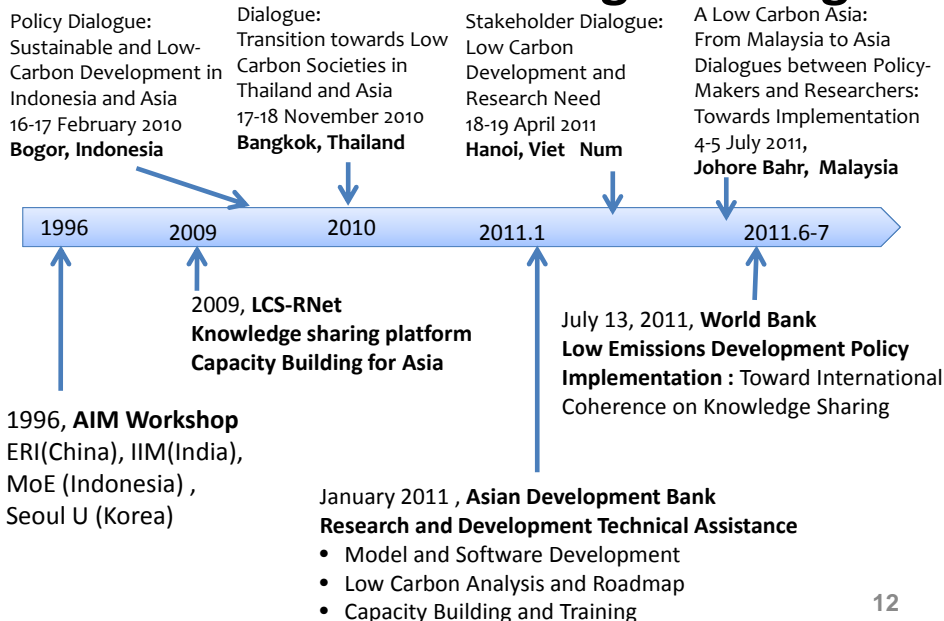 Policy Dialogue:
Sustainable and Low-
Carbon Development in
Indonesia and Asia
16-17 February 2010
Bogor, Indonesia
Dialogue:
Transition towards Low
Carbon Societies in
Thailand and Asia
17-18 November 2010
Bangkok, Thailand
Stakeholder Dialogue:
Low Carbon
Development and
Research Need
18-19 April 2011
Hanoi, Viet Num
A Low Carbon Asia:
From Malaysia to Asia
Dialogues between Policy-
Makers and Researchers:
Towards Implementation
4-5 July 2011,
Johore Bahr, Malaysia
1996
2009
2010
2011.1
2011.6-7
2009, LCS-RNet
Knowledge sharing platform
Capacity Building for Asia
July 13, 2011, World Bank
Low Emissions Development Policy
Implementation : Toward International
Coherence on Knowledge Sharing
1996, AIM Workshop
ERI(China), IIM(India),
MoE (Indonesia) ,
Seoul U (Korea)
January 2011 , Asian Development Bank
Research and Development Technical Assistance
• Model and Software Development
• Low Carbon Analysis and Roadmap
• Capacity Building and Training
12